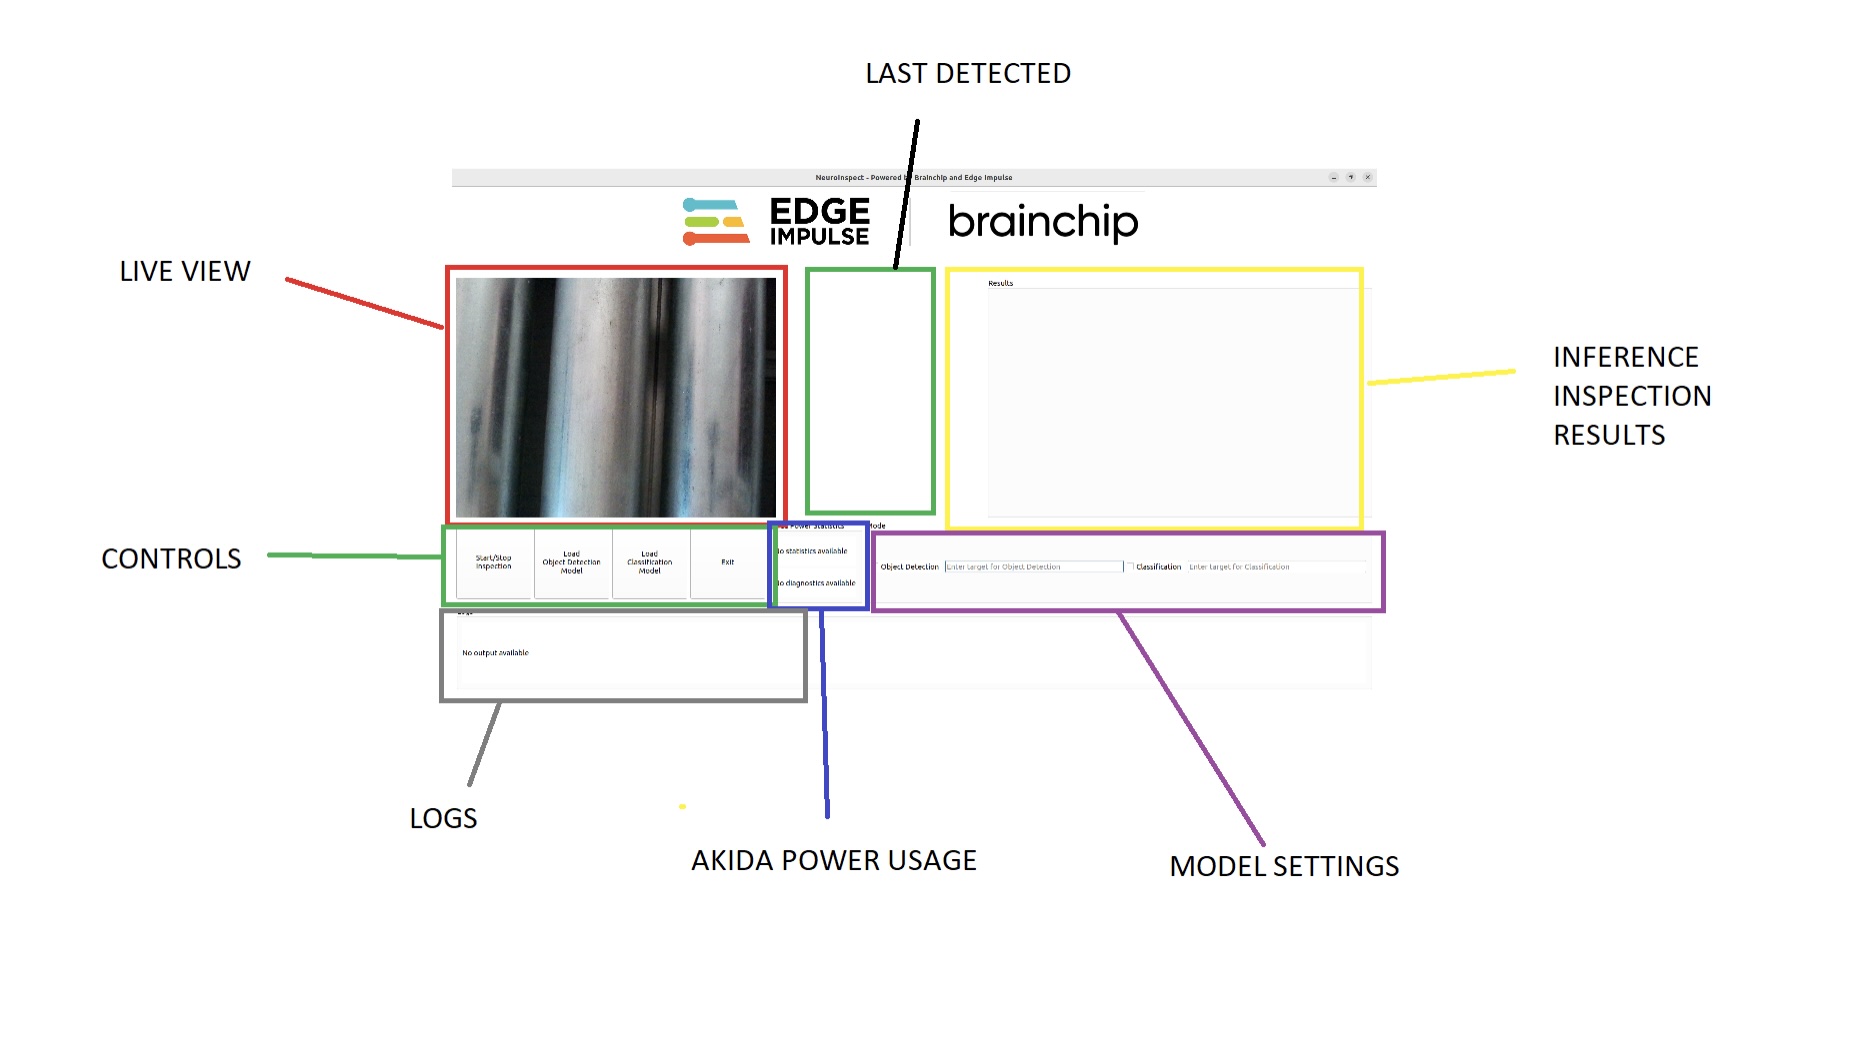 LAST DETECTED
NeuroInspect - Powered by Brainchip and Edge Impulse
EDGE
IMPULSE
brainchip
LIVE VIEW
Results
INFERENCE
INSPECTION
RESULTS
Power Statistics
Mode
CONTROLS
Start/Stop
Inspection
Load
Object Detection
Model
Load
Classification
Model
Exit
No statistics available
No diagnostics available
Object Detection
Enter target for Object Detection
Classification
Enter target for Classification
No output available
LOGS
AKIDA POWER USAGE
MODEL SETTINGS